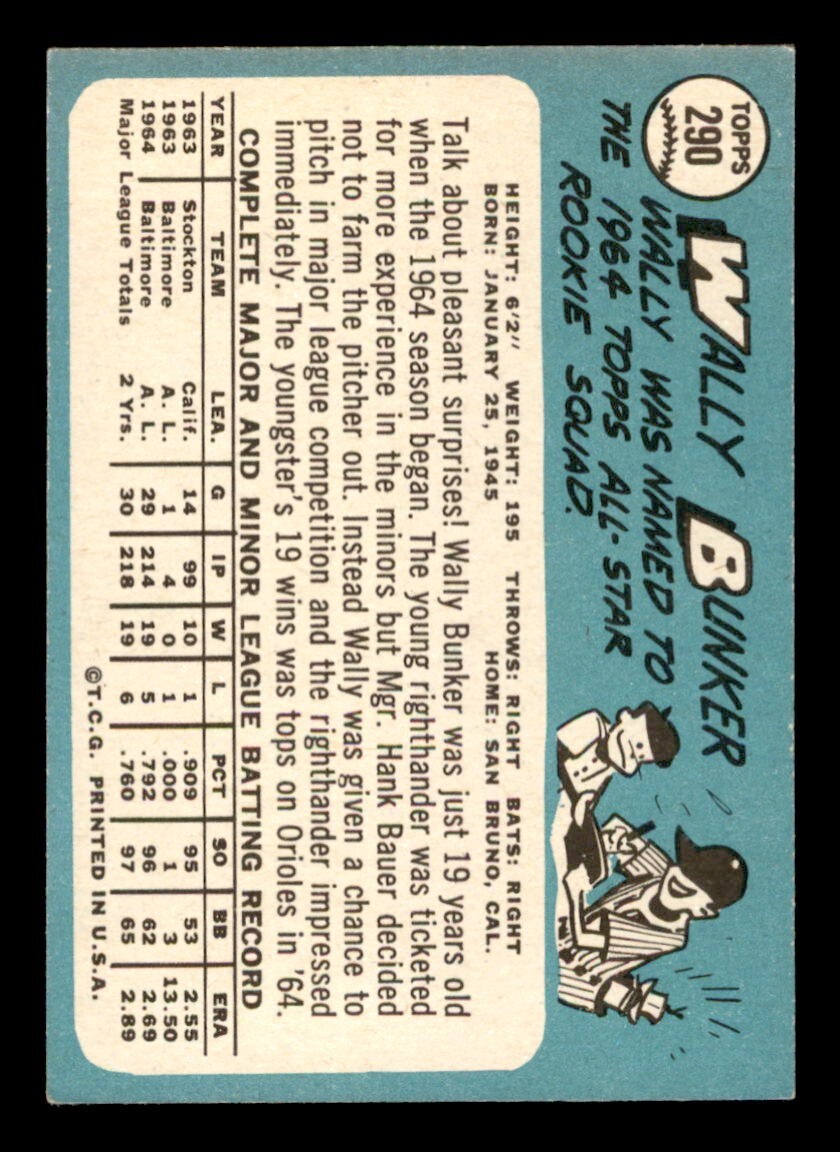 TOPPS
290
WALLY BUNKER
WALLY WAS NAMED TO
THE 1964 TOPPS ALL-STAR
ROOKIE SQUAD.
HEIGHT: 6'2" WEIGHT: 195 THROWS: RIGHT BATS: RIGHT
BORN: JANUARY 25, 1945 HOME: SAN BRUNO, CAL.
Talk about pleasant surprises! Wally Bunker was just 19 years old
when the 1964 season began. The young righthander was ticketed
for more experience in the minors but Mgr. Hank Bauer decided
not to farm the pitcher out. Instead Wally was given a chance to
pitch in major league competition and the righthander impressed
immediately. The youngster's 19 wins was tops on Orioles in '64.
COMPLETE MAJOR AND MINOR LEAGUE BATTING RECORD
YEAR TEAM LEA. G IP W L PCT SO BB ERA
1963 Stockton Calif. 14 99 10 1 .909 95 53 2.55
1963 Baltimore A. L. 1 4 0 1 .000 1 3 13.50
1964 Baltimore A. L. 29 214 19 5 .792 96 62 2.69
Major League Totals 2 Yrs. 30 218 19 6 .760 97 65 2.89
©T.C.G. PRINTED IN U.S.A.